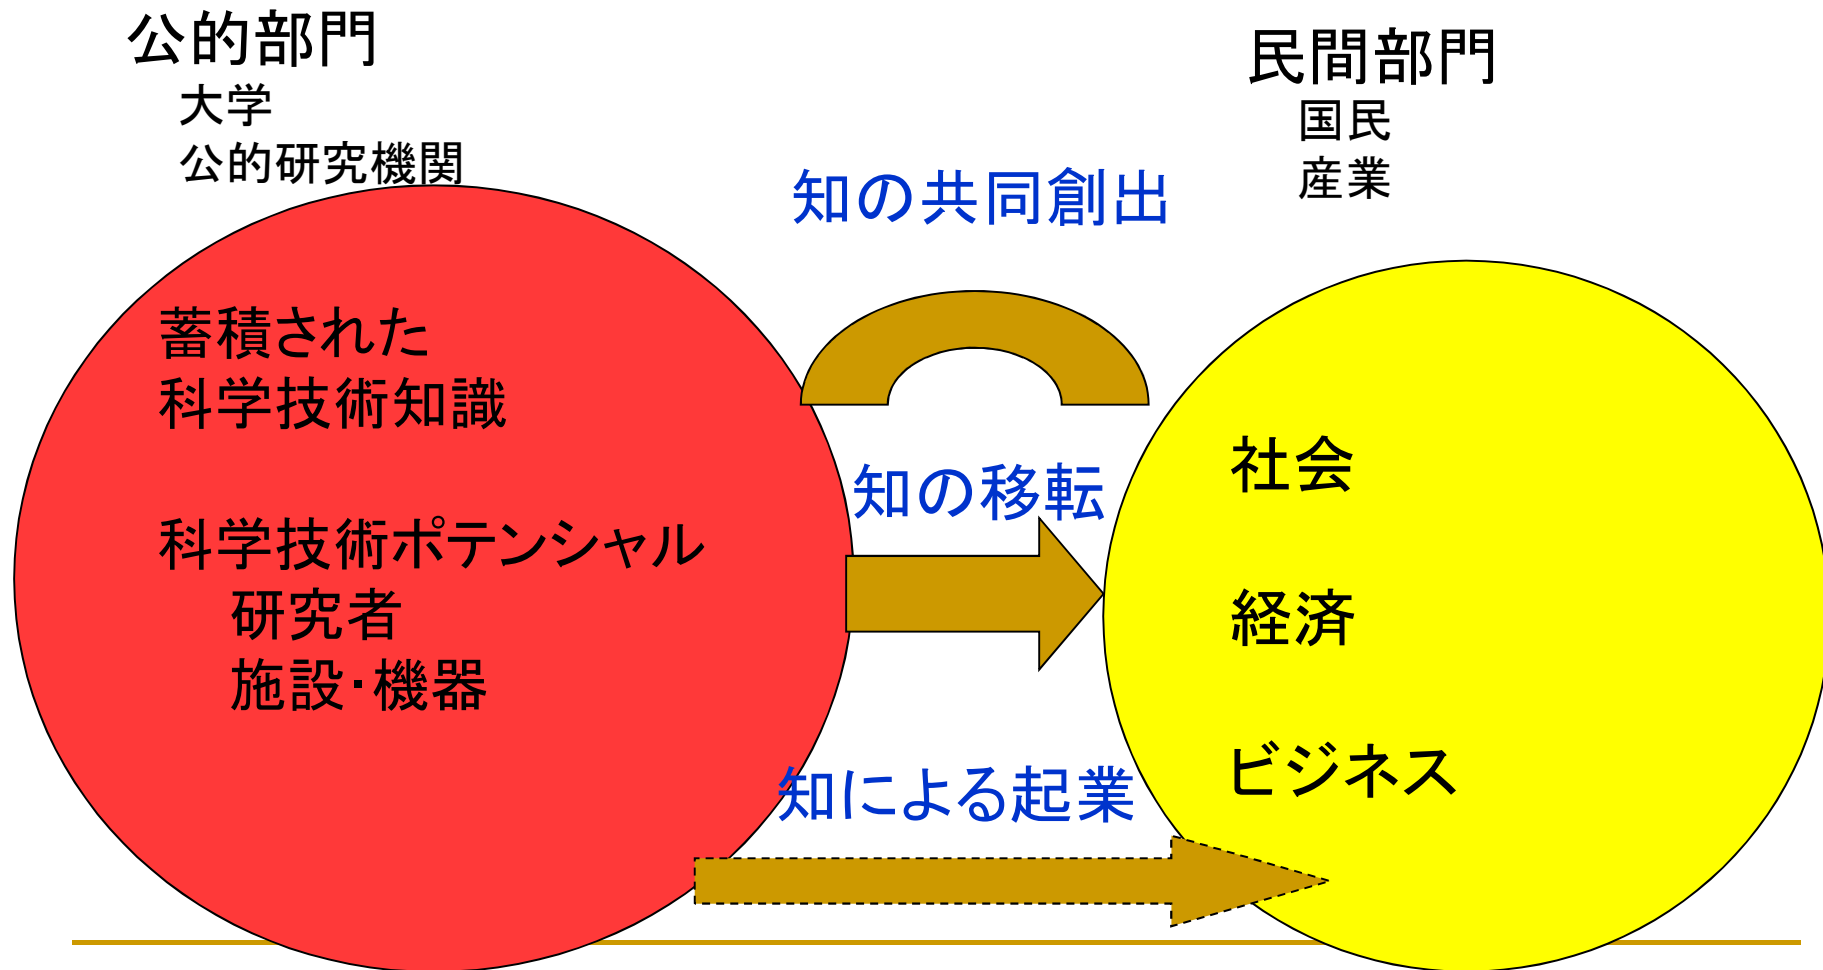 公的部門
大学
公的研究機関
民間部門
国民
産業
知の共同創出
蓄積された
科学技術知識
科学技術ポテンシャル
研究者
施設・機器
知の移転
知による起業
社会
経済
ビジネス